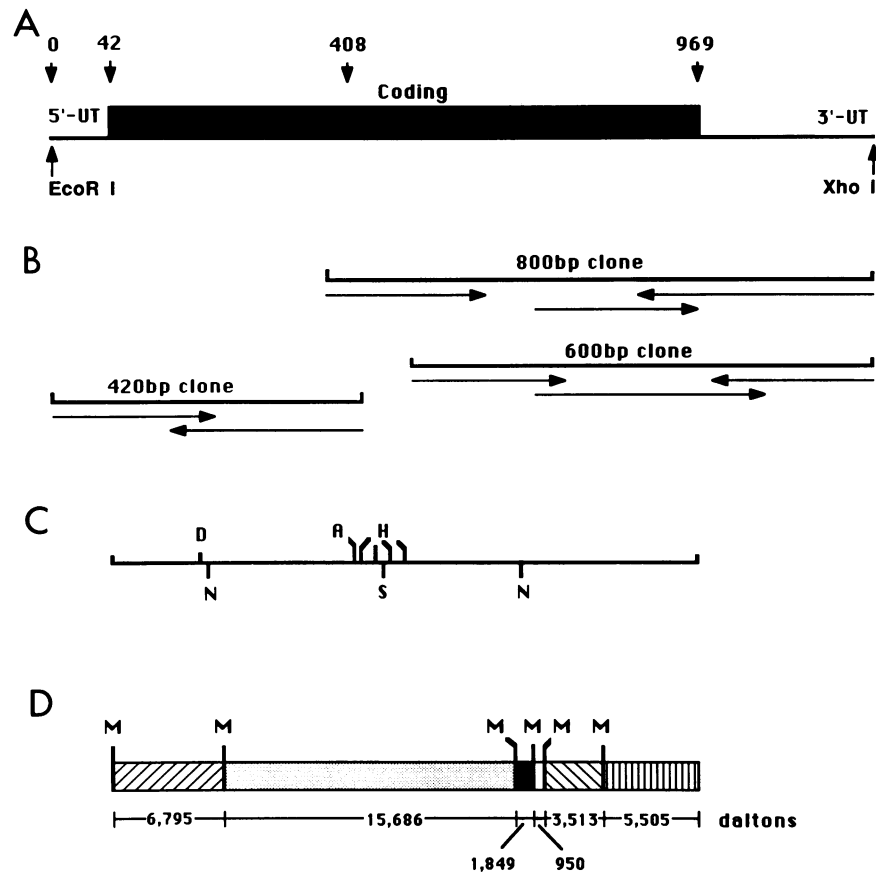 A
0 42 408 969
Coding
5'-UT 3'-UT
EcoR I Xho I
B
800bp clone
600bp clone
420bp clone
C
D A H
N S N
D
M M M M M M
6,795 15,686 3,513 5,505 daltons
1,849 950